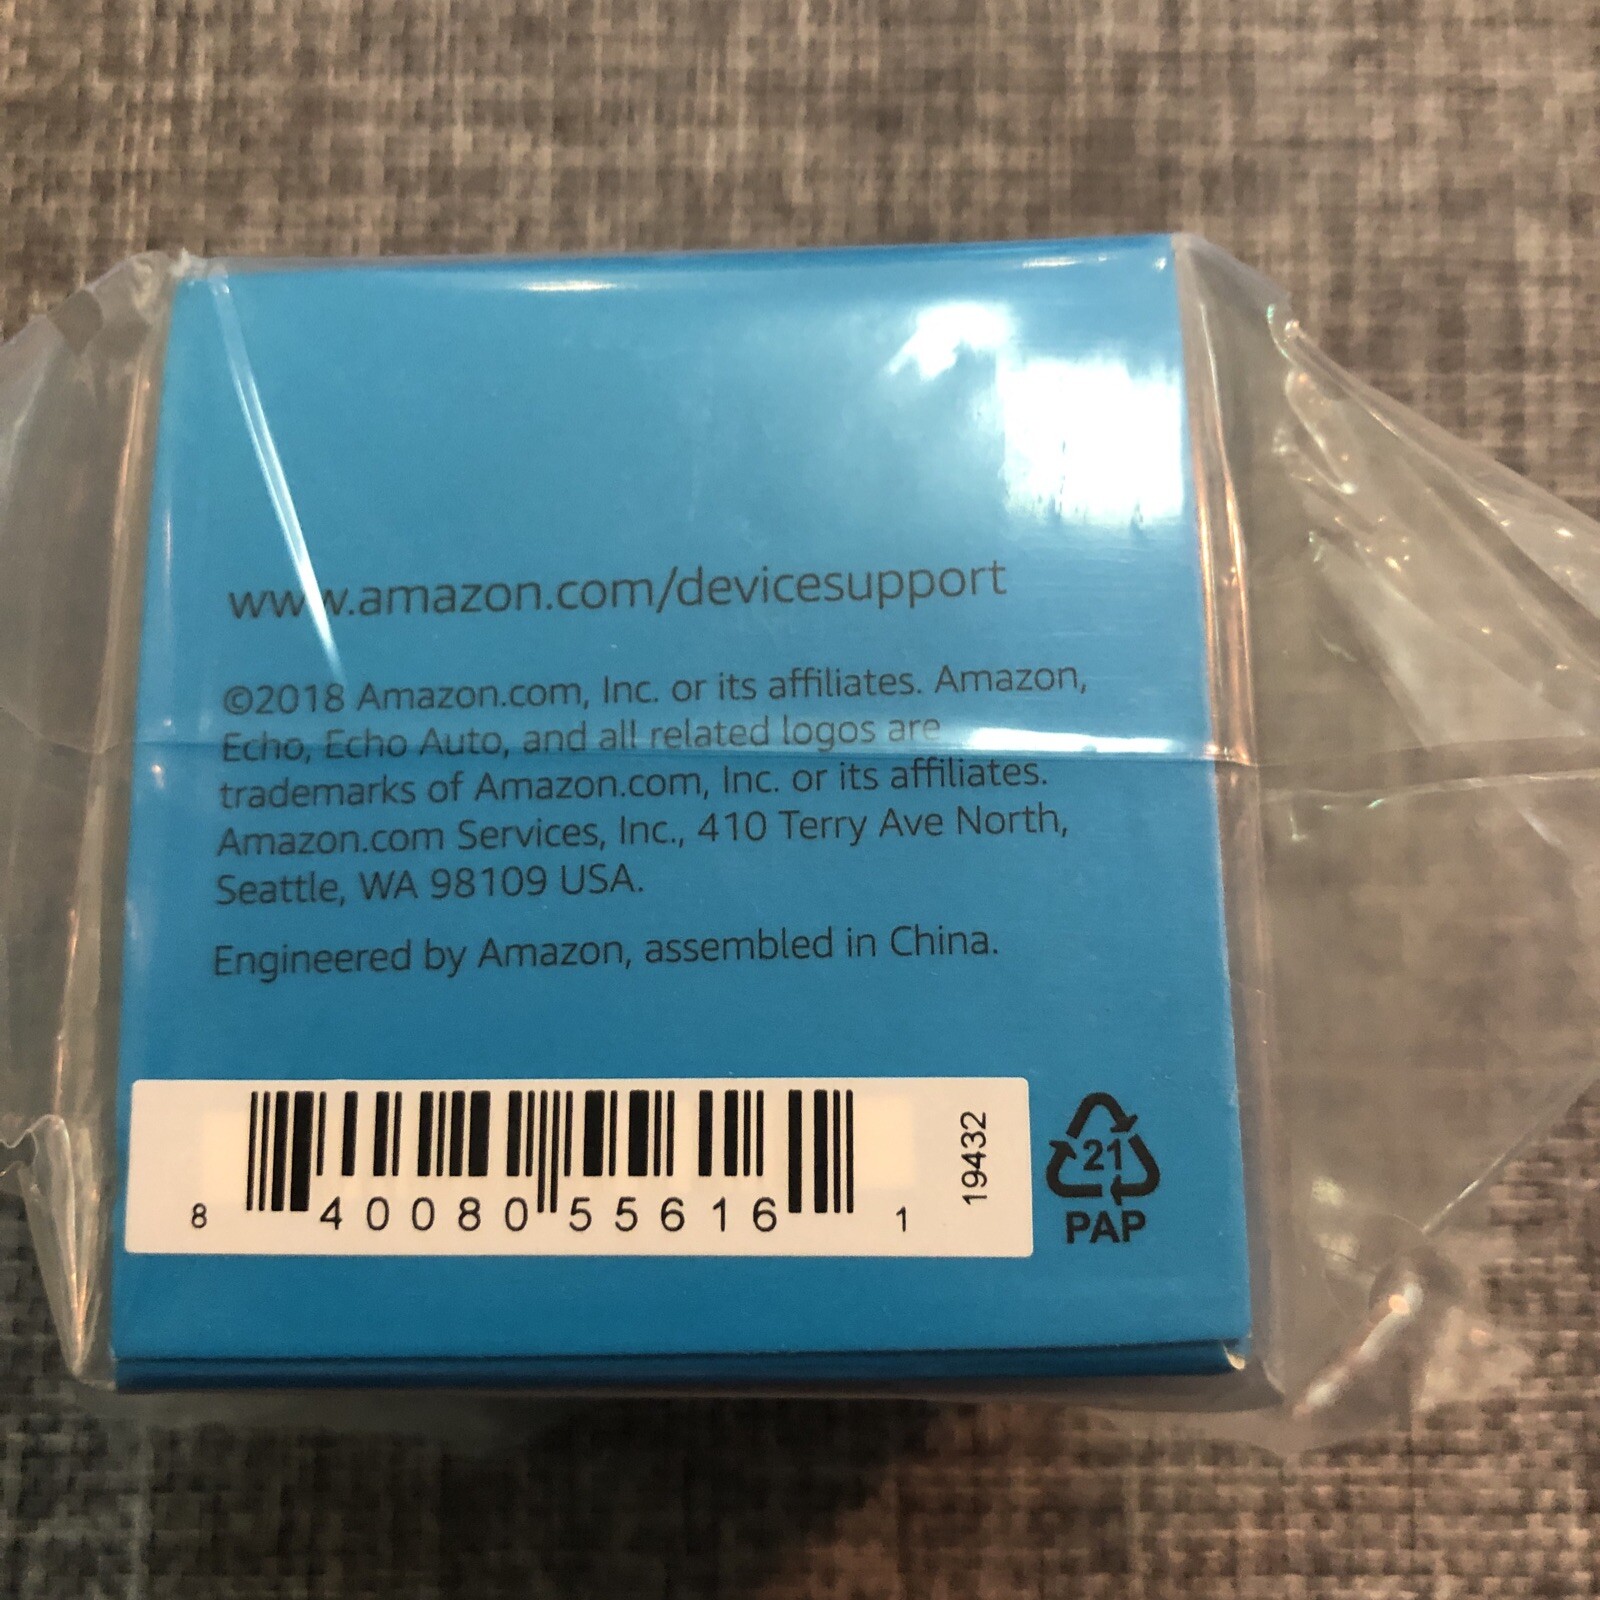 www.amazon.com/devicesupport
©2018 Amazon.com, Inc. or its affiliates. Amazon,
Echo, Echo Auto, and all related logos are
trademarks of Amazon.com, Inc. or its affiliates.
Amazon.com Services, Inc., 410 Terry Ave North,
Seattle, WA 98109 USA.
Engineered by Amazon, assembled in China.
8 40080 55616 1
19432
21
PAP